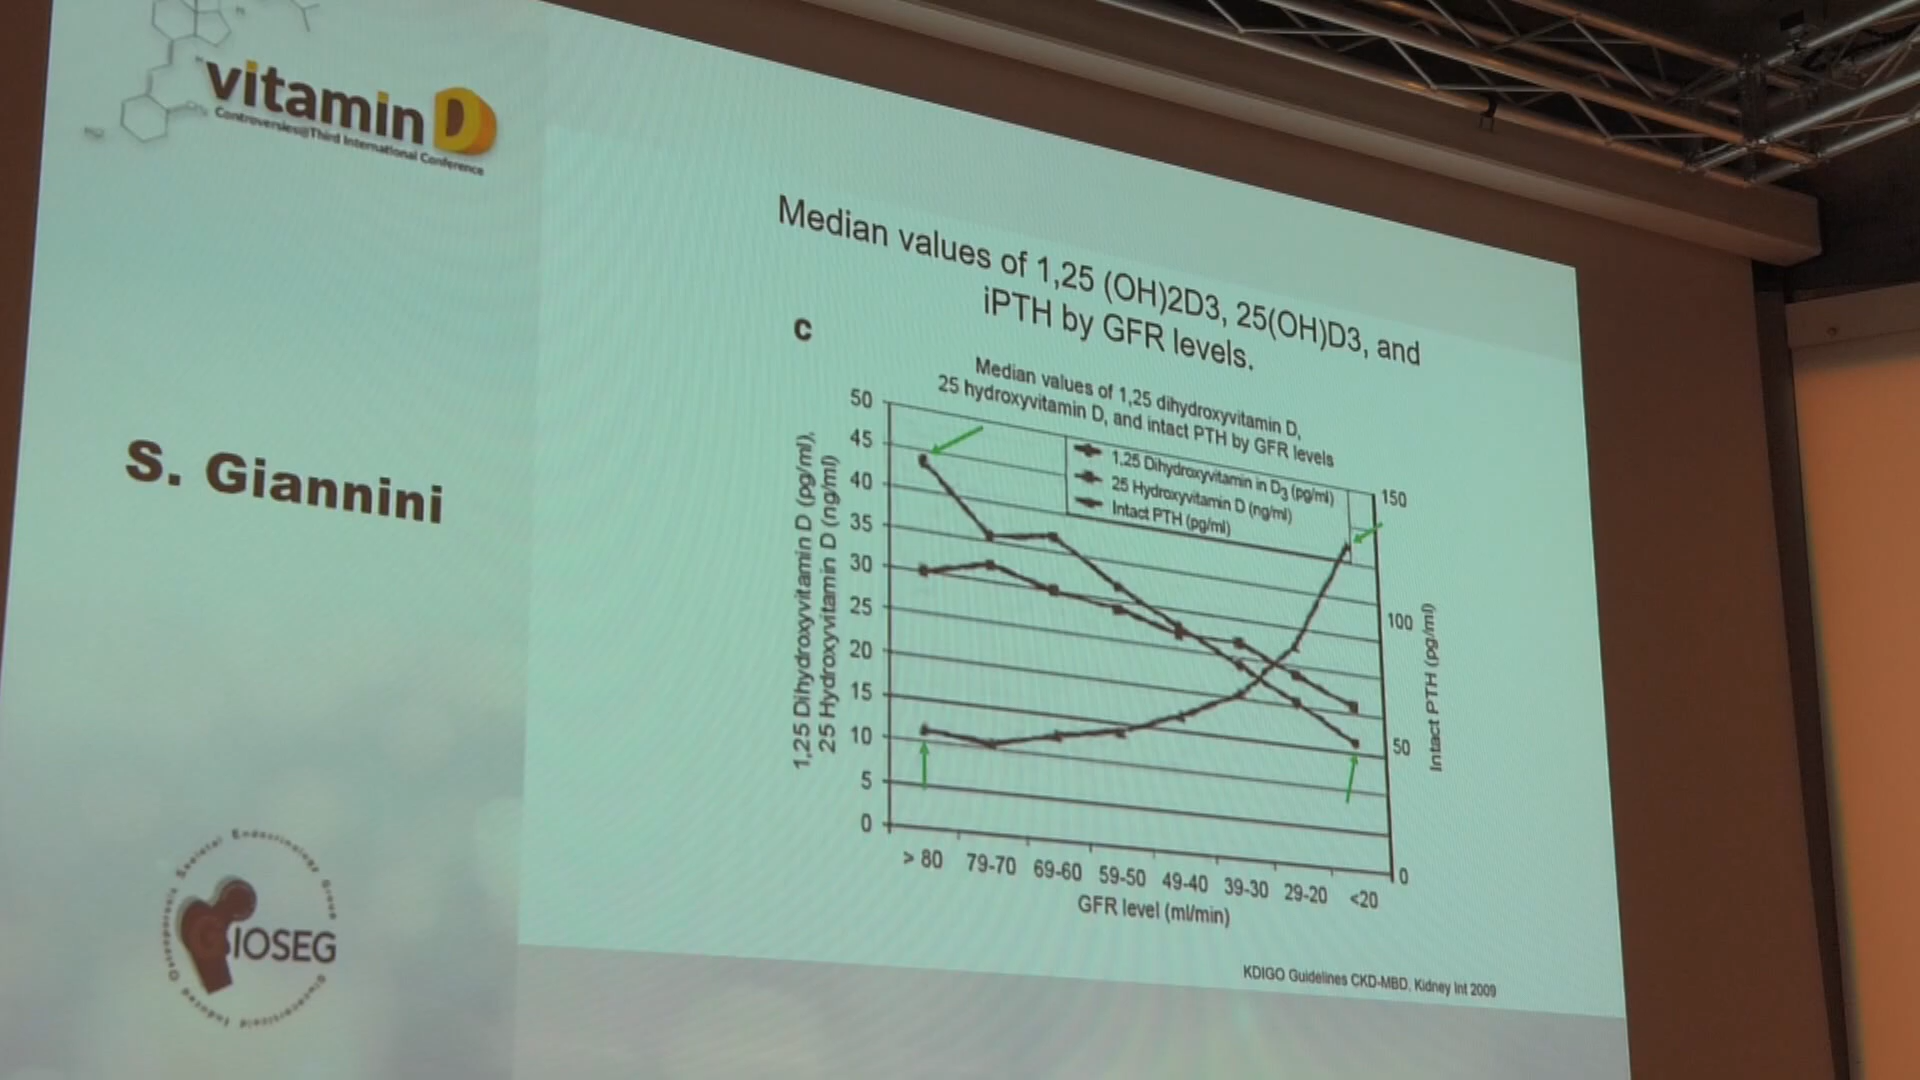 vitamin D
Controversies@Third International Conference
S. Giannini
GIOSEG
Median values of 1,25 (OH)2D3, 25(OH)D3, and
iPTH by GFR levels.
c
Median values of 1,25 dihydroxyvitamin D,
25 hydroxyvitamin D, and intact PTH by GFR levels
1,25 Dihydroxyvitamin in D3 (pg/ml)
25 Hydroxyvitamin D (ng/ml)
Intact PTH (pg/ml)
1,25 Dihydroxyvitamin D (pg/ml),
25 Hydroxyvitamin D (ng/ml)
50
45
40
35
30
25
20
15
10
5
0
150
100
50
0
Intact PTH (pg/ml)
> 80 79-70 69-60 59-50 49-40 39-30 29-20 <20
GFR level (ml/min)
KDIGO Guidelines CKD-MBD, Kidney Int 2009